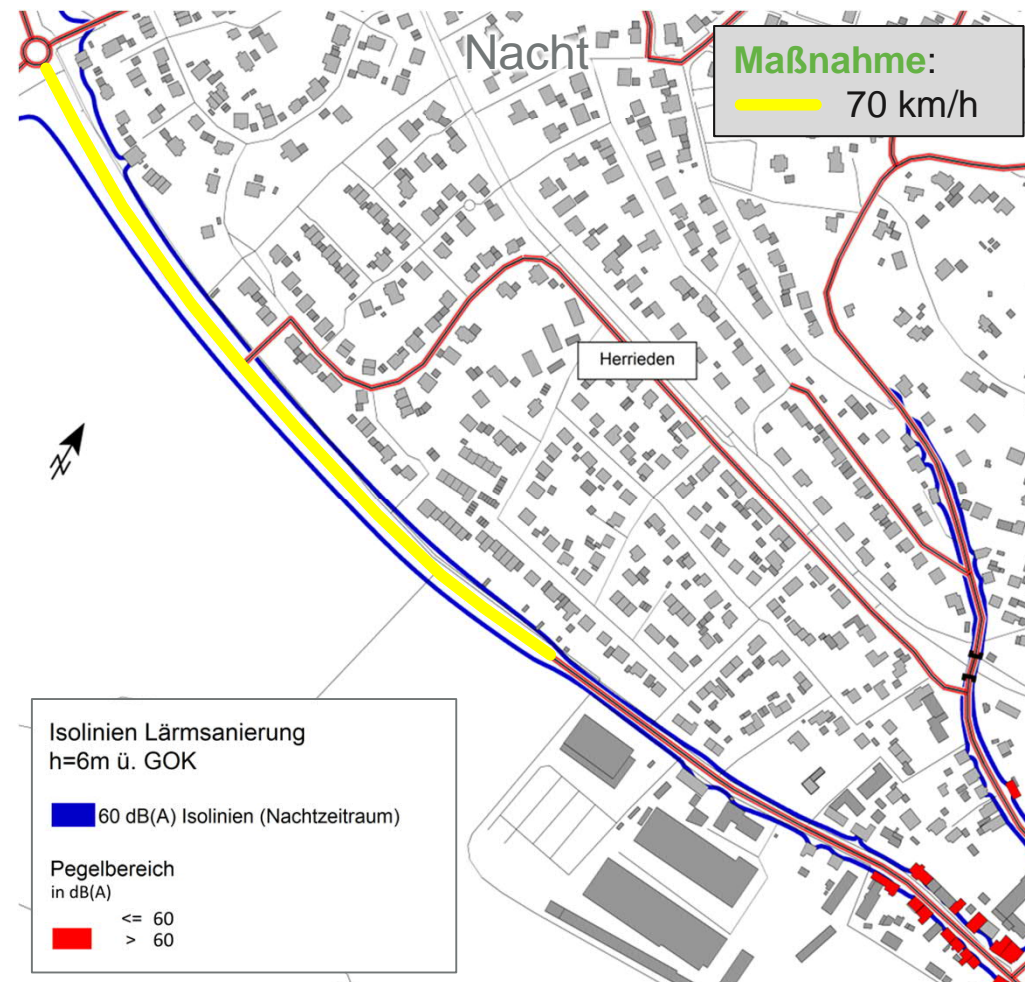 Nacht
Maßnahme:
70 km/h
Herrieden
N
Isolinien Lärmsanierung
h=6m ü. GOK
60 dB(A) Isolinien (Nachtzeitraum)
Pegelbereich
in dB(A)
<= 60
> 60